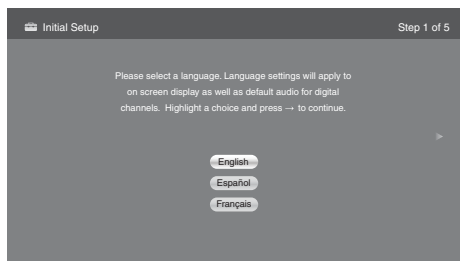 Initial Setup
Step 1 of 5
Please select a language. Language settings will apply to
on screen display as well as default audio for digital
channels. Highlight a choice and press → to continue.
English
Español
Français